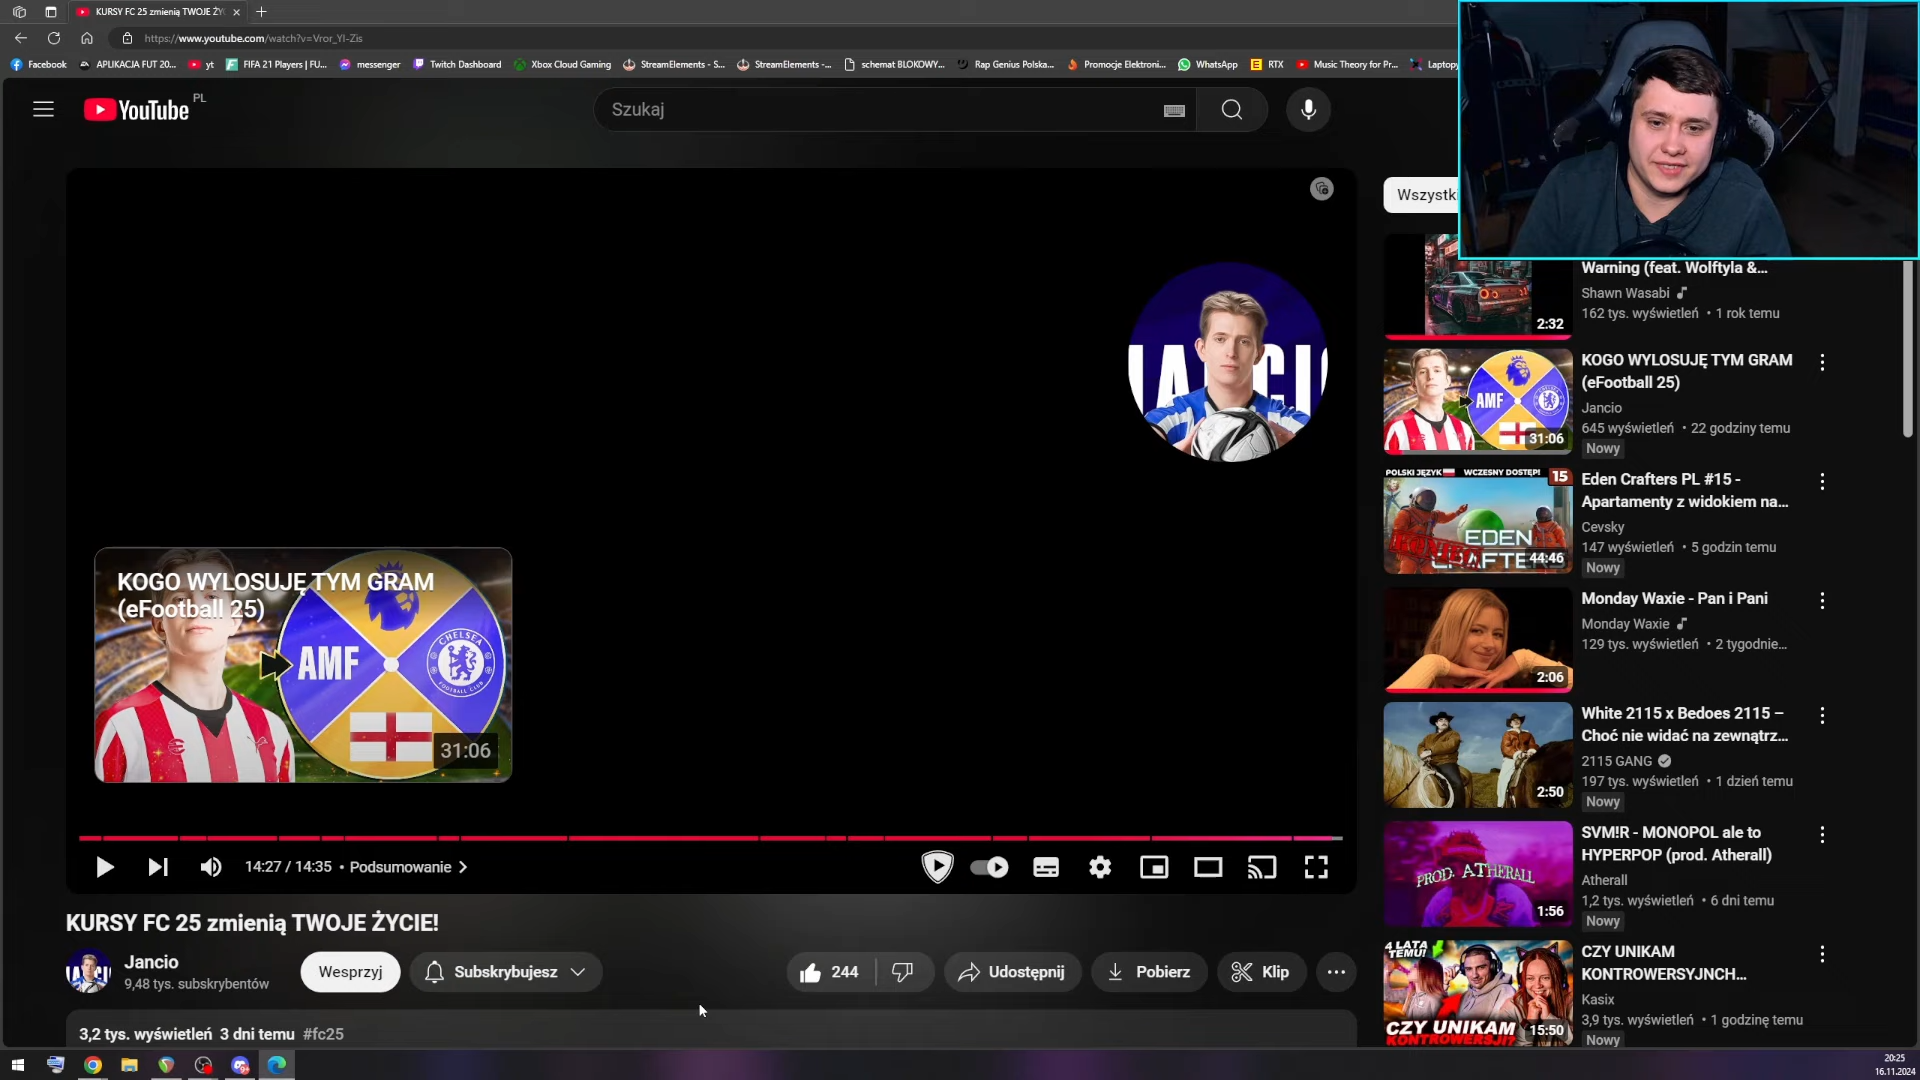 KURSY FC 25 zmienią TWOJE ŻY
https://www.youtube.com/watch?v=Vror_YI-Zis
Facebook
APLIKACJA FUT 20...
yt
FIFA 21 Players | FU...
messenger
Twitch Dashboard
Xbox Cloud Gaming
StreamElements - S...
StreamElements -...
schemat BLOKOWY...
Rap Genius Polska...
Promocje Elektroni...
WhatsApp
RTX
Music Theory for Pr...
Laptopy
YouTube PL
Szukaj
Wszystki
JANCI
KOGO WYLOSUJĘ TYM GRAM
(eFootball 25)
AMF
CHELSEA
FOOTBALL CLUB
31:06
14:27 / 14:35 • Podsumowanie
KURSY FC 25 zmienią TWOJE ŻYCIE!
Jancio
9,48 tys. subskrybentów
Wesprzyj
Subskrybujesz
244
Udostępnij
Pobierz
Klip
3,2 tys. wyświetleń 3 dni temu #fc25
2:32
Warning (feat. Wolftyla &...
Shawn Wasabi
162 tys. wyświetleń • 1 rok temu
AMF
31:06
KOGO WYLOSUJĘ TYM GRAM
(eFootball 25)
Jancio
645 wyświetleń • 22 godziny temu
Nowy
POLSKI JĘZYK WCZESNY DOSTĘP! 15
KONIEC
EDEN
CRAFTERS
44:46
Eden Crafters PL #15 -
Apartamenty z widokiem na...
Cevsky
147 wyświetleń • 5 godzin temu
Nowy
2:06
Monday Waxie - Pan i Pani
Monday Waxie
129 tys. wyświetleń • 2 tygodnie...
2:50
White 2115 x Bedoes 2115 –
Choć nie widać na zewnątrz...
2115 GANG
197 tys. wyświetleń • 1 dzień temu
Nowy
PROD. ATHERALL
1:56
SVM!R - MONOPOL ale to
HYPERPOP (prod. Atherall)
Atherall
1,2 tys. wyświetleń • 6 dni temu
Nowy
4 LATA
TEMU!
CZY UNIKAM
KONTROWERSJI?
15:50
CZY UNIKAM
KONTROWERSYJNCH...
Kasix
3,9 tys. wyświetleń • 1 godzinę temu
Nowy
20:25
16.11.2024